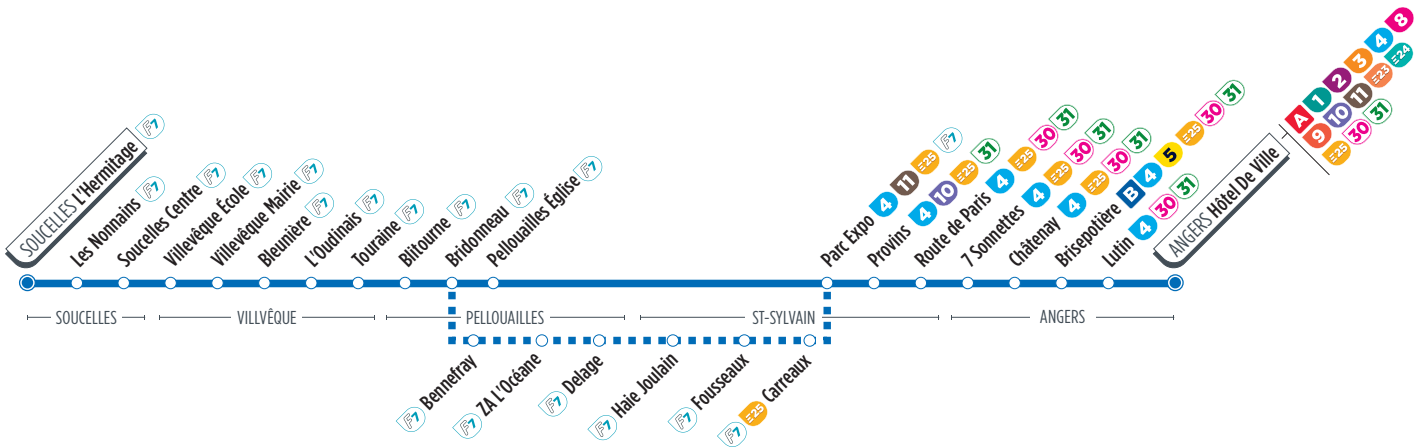 SOUCELLES L'Hermitage F7
Les Nonnains F7
Soucelles Centre F7
Villevêque École F7
Villevêque Mairie F7
Bleunière F7
L'Oudinais F7
Touraine F7
Blitourne F7
Bridonneau F7
Pellouailles Église F7
Parc Expo 4 11 E25 F7
Provins 4 10 E25 31
Route de Paris 4 E25 30 31
7 Sonnettes 4 E25 30 31
Châtenay 4 E25 30 31
Brisepotière B 4 5 E25 30 31
Lutin 4 30 31
ANGERS Hôtel De Ville
A 1 2 3 4 8
9 10 11 E23 E24
E25 30 31
SOUCELLES
VILLVÊQUE
PELLOUAILLES
ST-SYLVAIN
ANGERS
F7 Bennefray
F7 ZA L'Océane
F7 Delage
F7 Haie Joulain
F7 Fousseaux
F7 E25 Carreaux